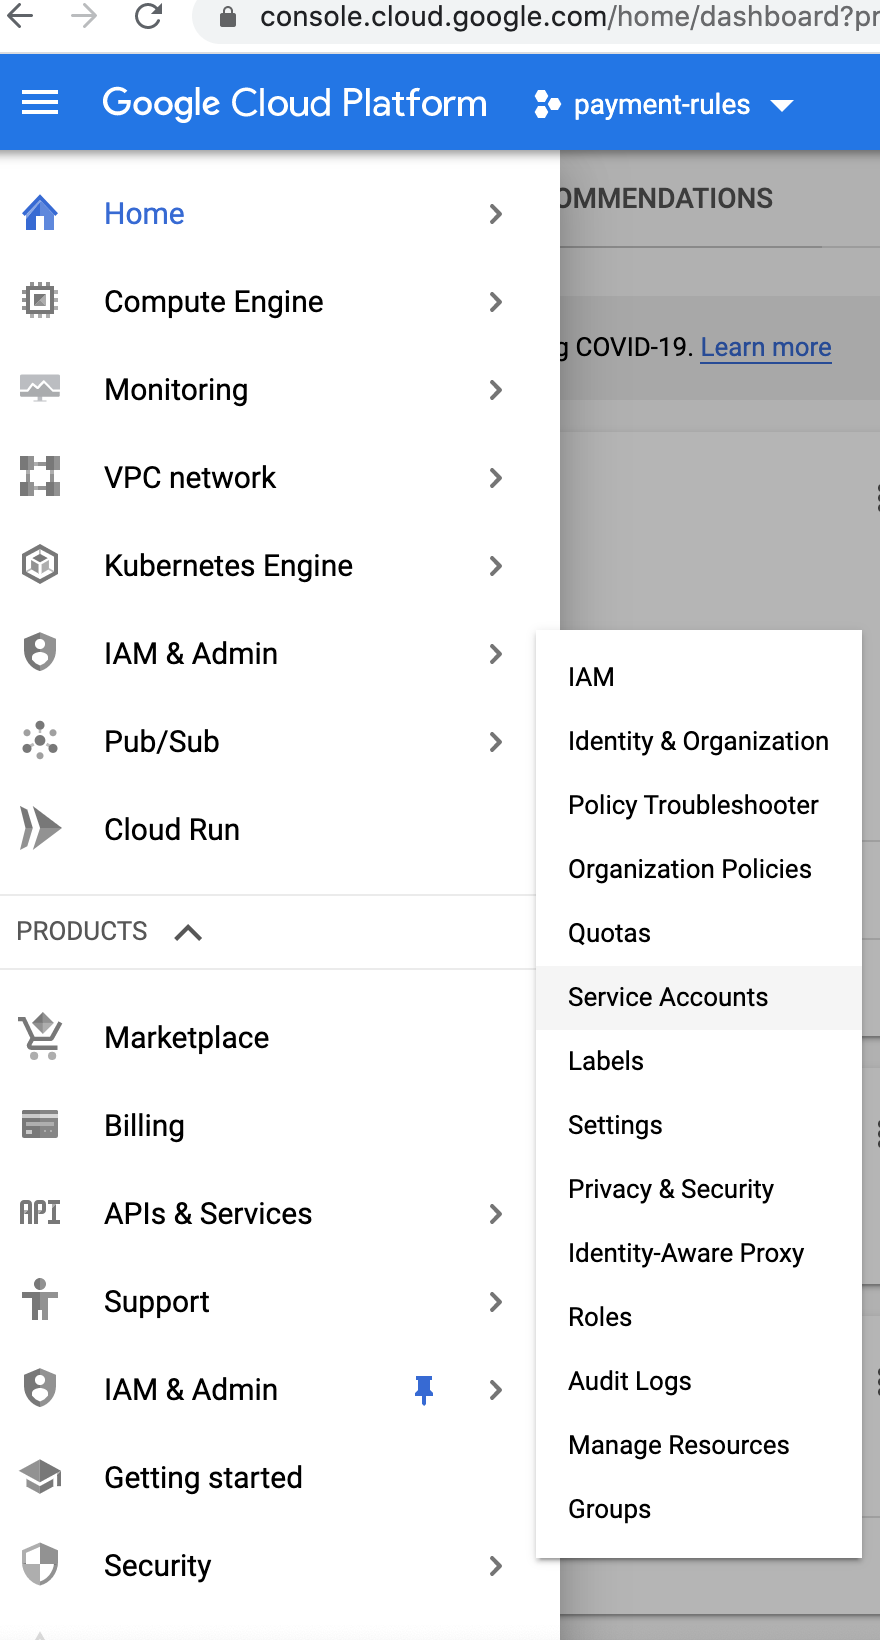 console.cloud.google.com/home/dashboard?pr
Google Cloud Platform
payment-rules
OMMENDATIONS
Home
Compute Engine
g COVID-19. Learn more
Monitoring
VPC network
Kubernetes Engine
IAM & Admin
Pub/Sub
Cloud Run
PRODUCTS
Marketplace
Billing
API
APIs & Services
Support
IAM & Admin
Getting started
Security
IAM
Identity & Organization
Policy Troubleshooter
Organization Policies
Quotas
Service Accounts
Labels
Settings
Privacy & Security
Identity-Aware Proxy
Roles
Audit Logs
Manage Resources
Groups